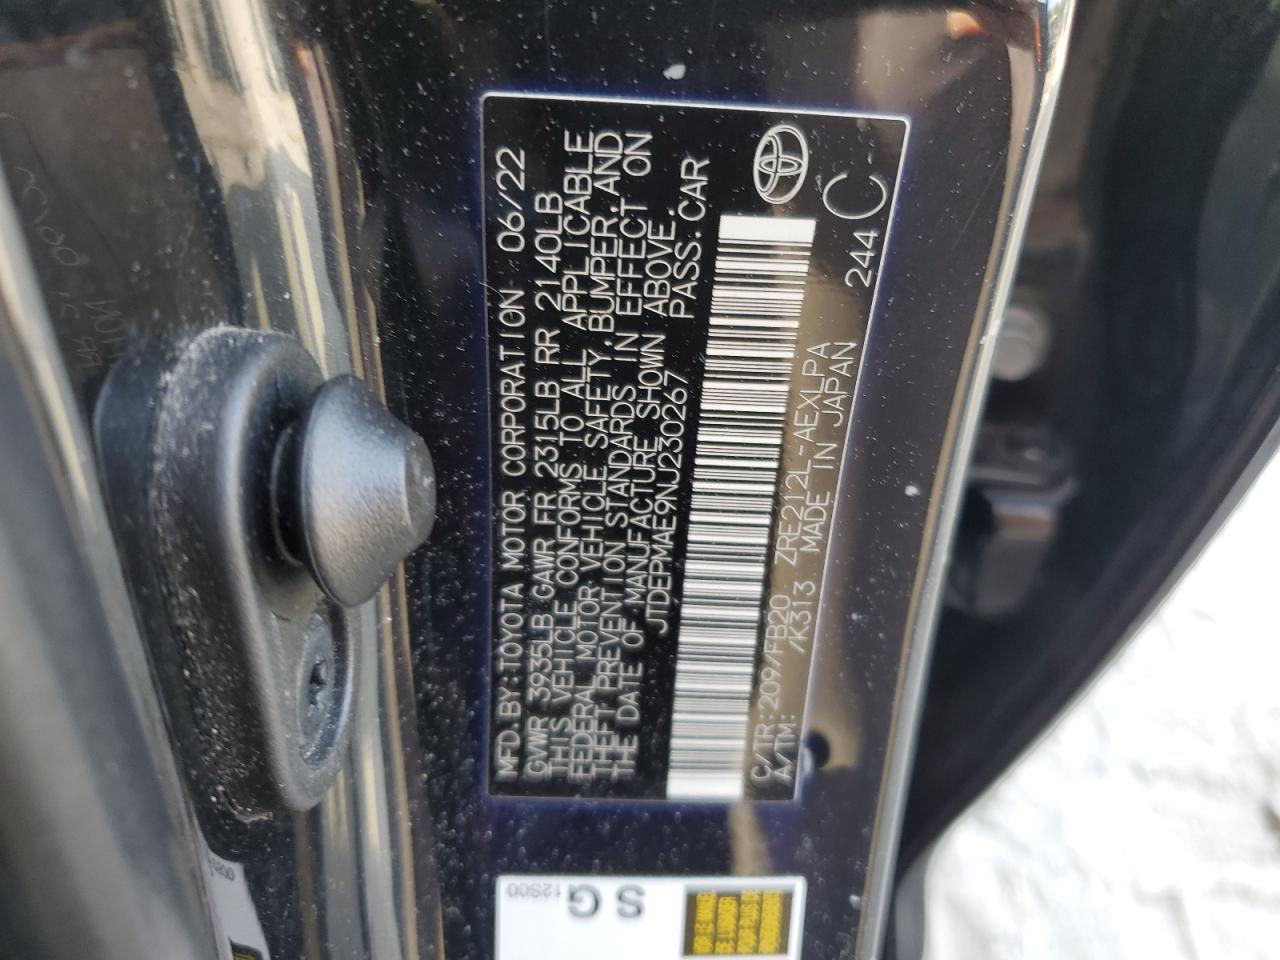 MFD.BY:TOYOTA MOTOR CORPORATION 06/22
GVWR 3935LB GAWR FR 2315LB RR 2140LB
THIS VEHICLE CONFORMS TO ALL APPLICABLE
FEDERAL MOTOR VEHICLE SAFETY,BUMPER,AND
THEFT PREVENTION STANDARDS IN EFFECT ON
THE DATE OF MANUFACTURE SHOWN ABOVE.
JTDEPMAE9NJ230267 PASS.CAR
C/TR:209/FB20 ZRE212L-AEXLPA 244 C
A/TM: /K313 MADE IN JAPAN
SG
12S00